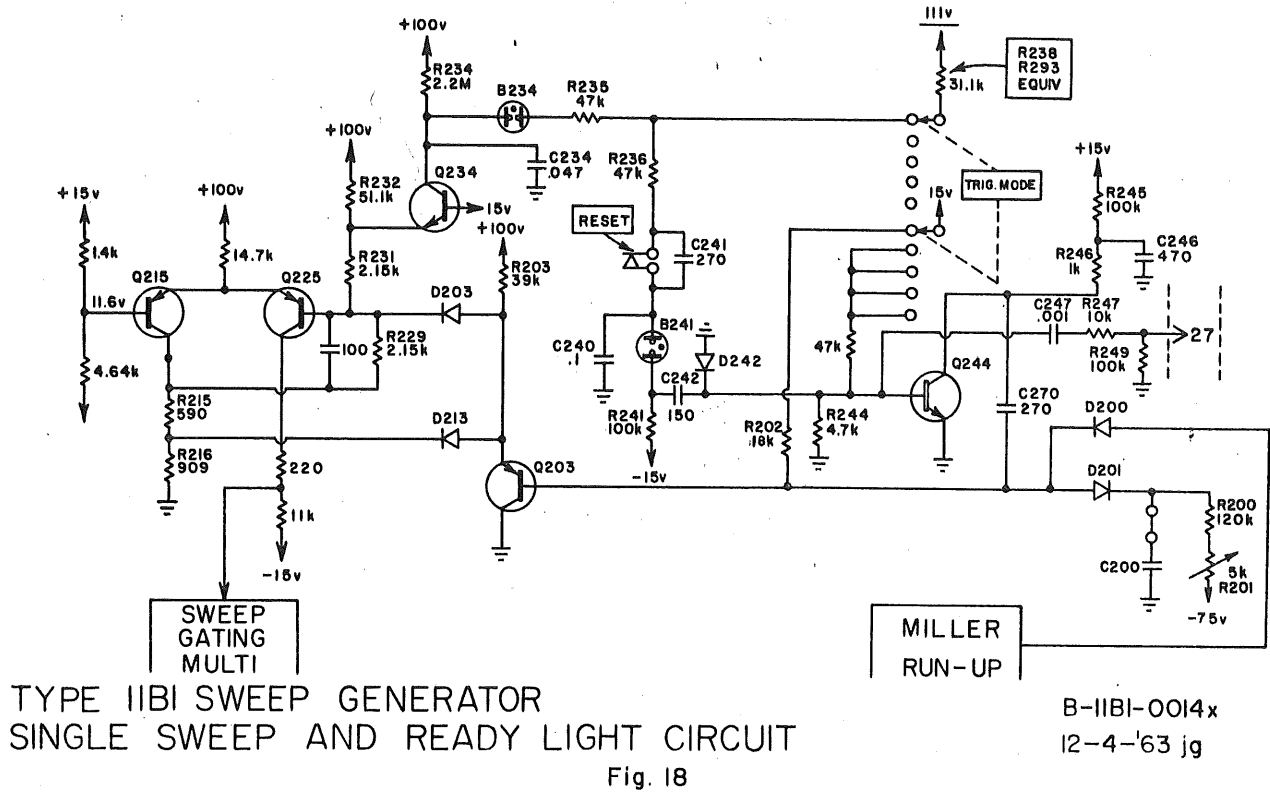 +100v
111v
R234
2.2M
B234
R235
47k
R238
R293
EQUIV
31.1k
+100v
C234
.047
R236
47k
+15v
+15v
+100v
R232
51.1k
Q234
15v
+100v
RESET
C241
270
TRIG. MODE
15v
R245
100k
C246
470
R246
1k
1.4k
14.7k
R231
2.15k
R203
39k
Q215
Q225
11.6v
D203
C247
.001
R247
10k
27
R249
100k
4.64k
100
R229
2.15k
C240
.1
B241
D242
47k
Q244
C242
150
R215
590
D213
R241
100k
R202
18k
R244
4.7k
C270
270
D200
R216
909
220
Q203
-15v
D201
11k
R200
120k
C200
5k
R201
-15v
-75v
SWEEP
GATING
MULTI
MILLER
RUN-UP
TYPE 11B1 SWEEP GENERATOR
SINGLE SWEEP AND READY LIGHT CIRCUIT
B-11B1-0014x
12-4-'63 jg
Fig. 18